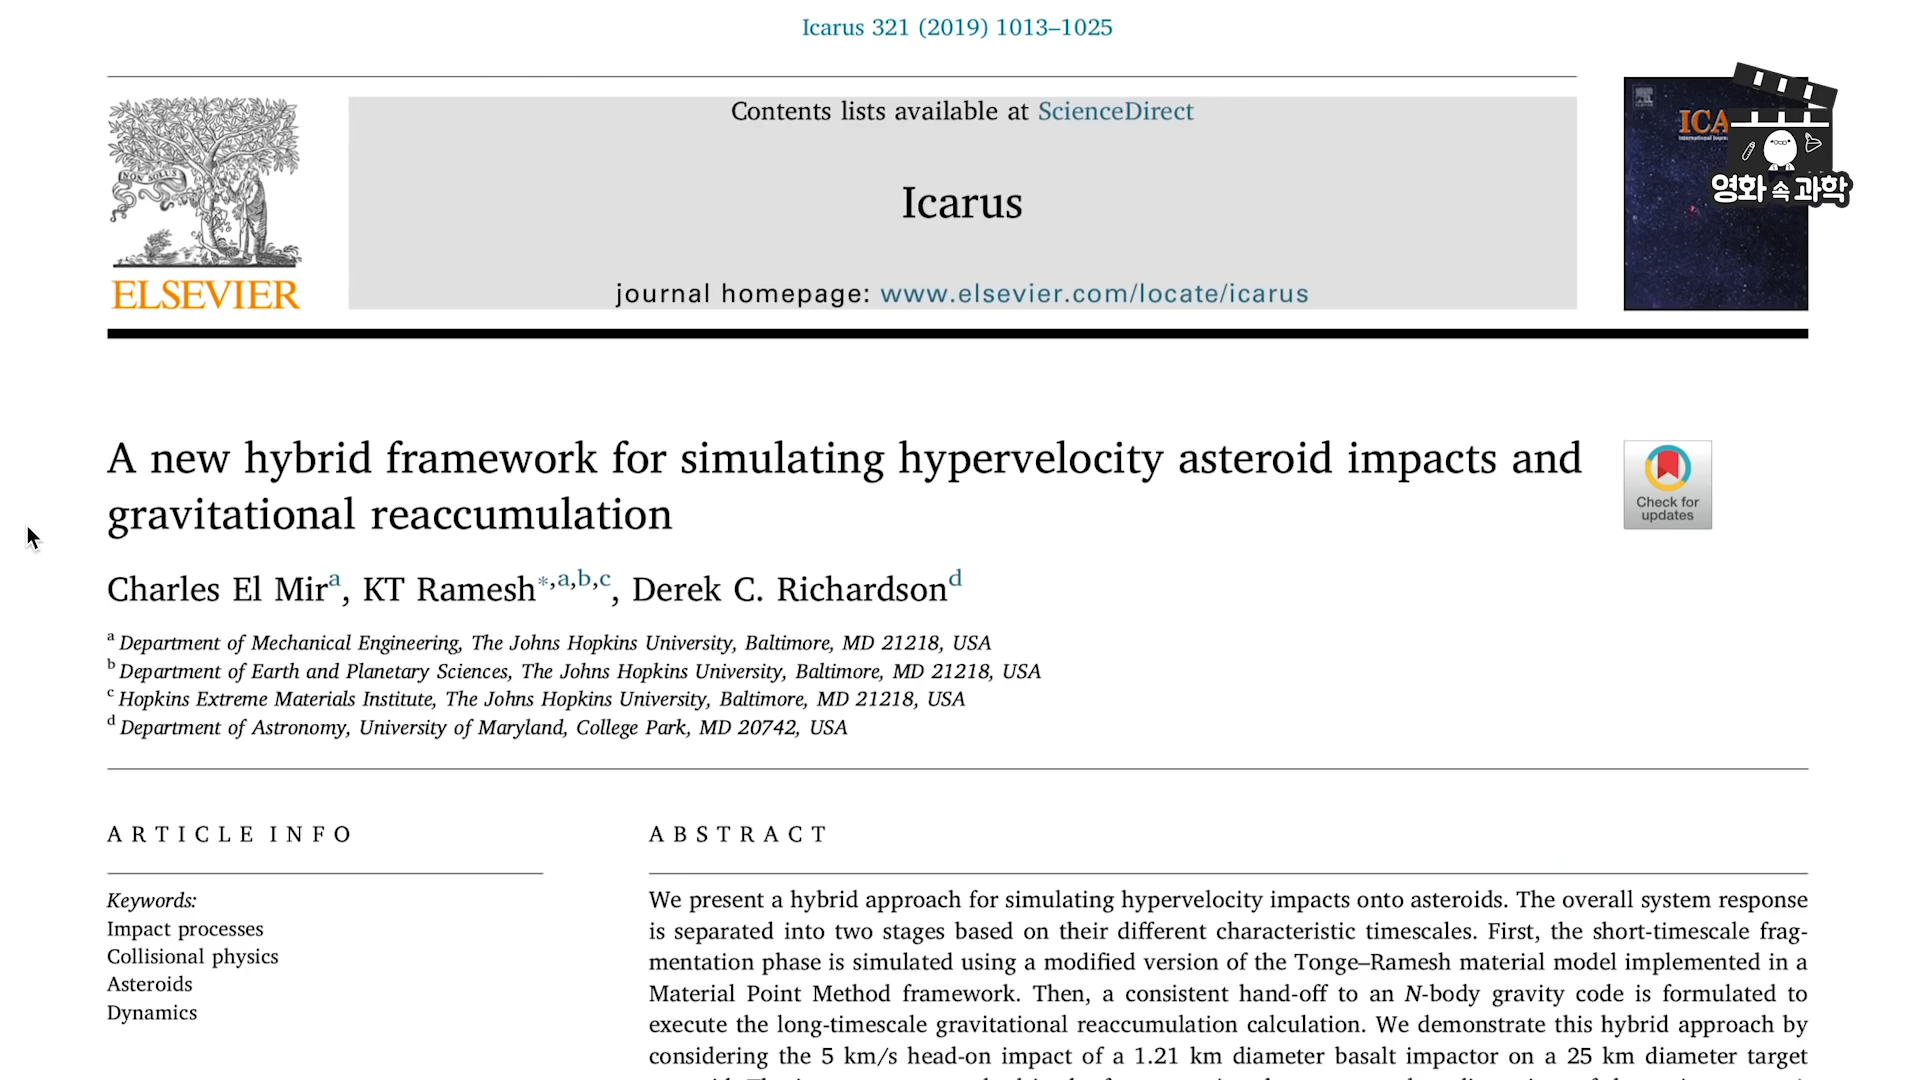 Icarus 321 (2019) 1013–1025
Contents lists available at ScienceDirect
Icarus
journal homepage: www.elsevier.com/locate/icarus
NON SOLUS
ELSEVIER
ICA
영화 속 과학
A new hybrid framework for simulating hypervelocity asteroid impacts and
gravitational reaccumulation
Check for
updates
Charles El Mir a, KT Ramesh *,a,b,c, Derek C. Richardson d
a Department of Mechanical Engineering, The Johns Hopkins University, Baltimore, MD 21218, USA
b Department of Earth and Planetary Sciences, The Johns Hopkins University, Baltimore, MD 21218, USA
c Hopkins Extreme Materials Institute, The Johns Hopkins University, Baltimore, MD 21218, USA
d Department of Astronomy, University of Maryland, College Park, MD 20742, USA
ARTICLE INFO
Keywords:
Impact processes
Collisional physics
Asteroids
Dynamics
ABSTRACT
We present a hybrid approach for simulating hypervelocity impacts onto asteroids. The overall system response
is separated into two stages based on their different characteristic timescales. First, the short-timescale frag-
mentation phase is simulated using a modified version of the Tonge–Ramesh material model implemented in a
Material Point Method framework. Then, a consistent hand-off to an N-body gravity code is formulated to
execute the long-timescale gravitational reaccumulation calculation. We demonstrate this hybrid approach by
considering the 5 km/s head-on impact of a 1.21 km diameter basalt impactor on a 25 km diameter target